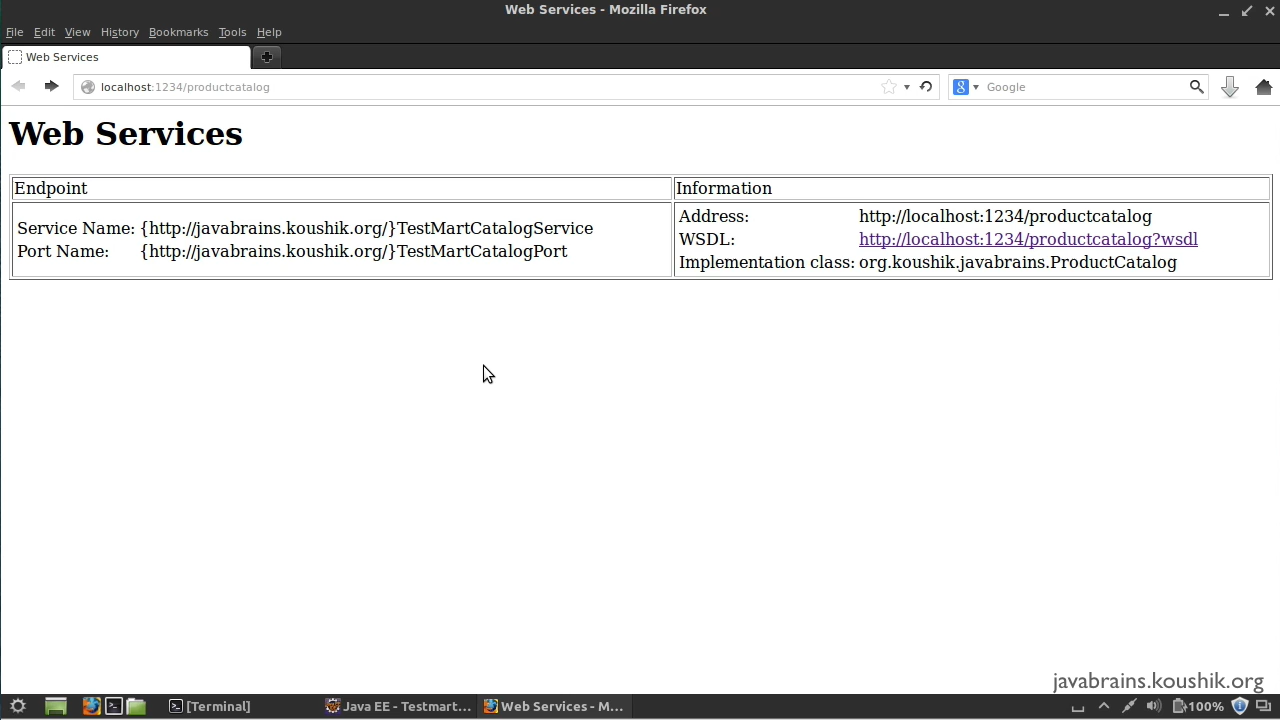 Web Services - Mozilla Firefox
File Edit View History Bookmarks Tools Help
Web Services
localhost:1234/productcatalog
Google
Web Services
Endpoint Information
Service Name: {http://javabrains.koushik.org/}TestMartCatalogService
Port Name: {http://javabrains.koushik.org/}TestMartCatalogPort
Address: http://localhost:1234/productcatalog
WSDL: http://localhost:1234/productcatalog?wsdl
Implementation class: org.koushik.javabrains.ProductCatalog
javabrains.koushik.org
[Terminal] Java EE - Testmart... Web Services - M... 100%